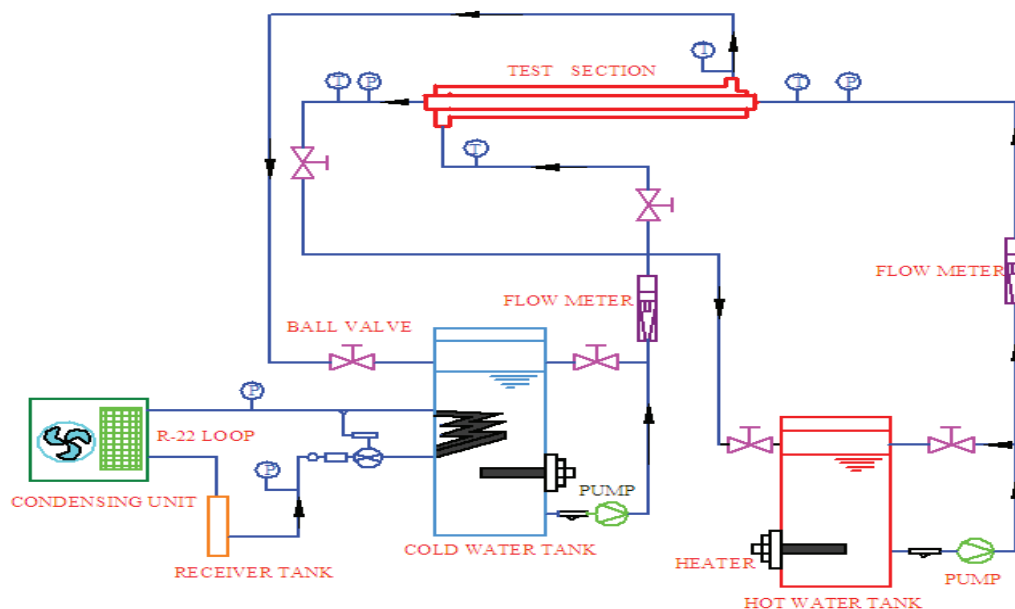 T
TEST SECTION
T P
T P
T
FLOW METER
FLOW METER
BALL VALVE
P
R-22 LOOP
P
CONDENSING UNIT
PUMP
COLD WATER TANK
HEATER
RECEIVER TANK
PUMP
HOT WATER TANK